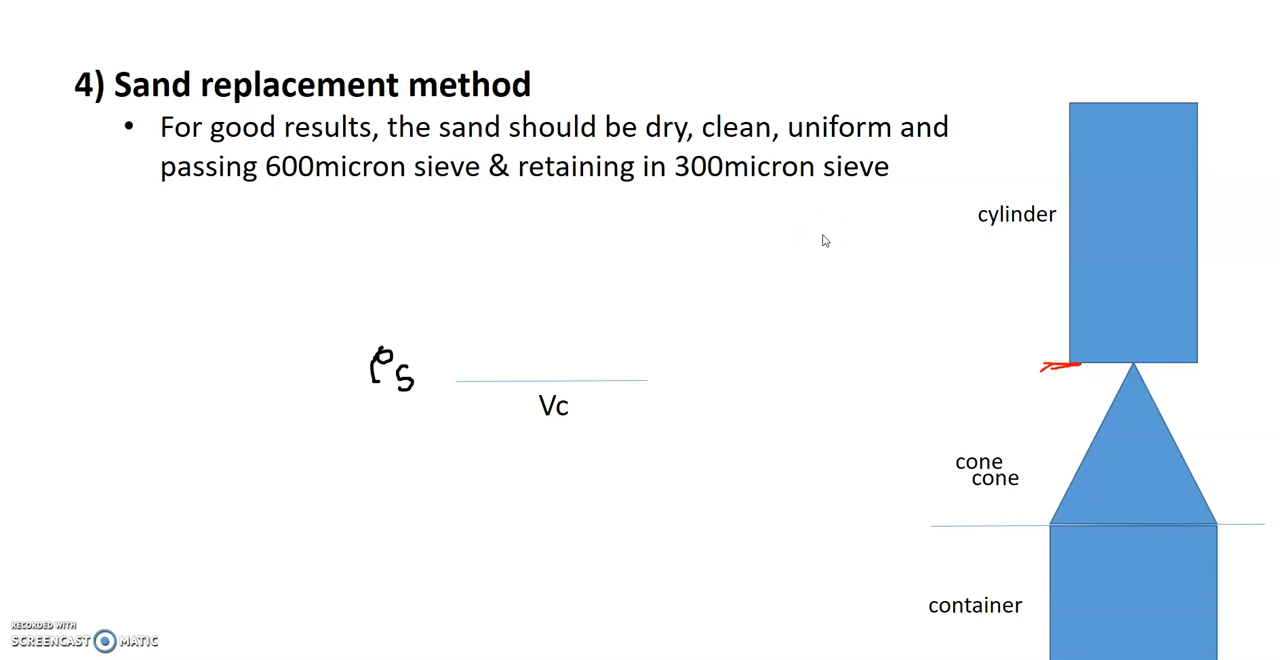 4) Sand replacement method
• For good results, the sand should be dry, clean, uniform and
passing 600micron sieve & retaining in 300micron sieve
cylinder
ρs
Vc
cone
cone
container
RECORDED WITH
SCREENCAST MATIC